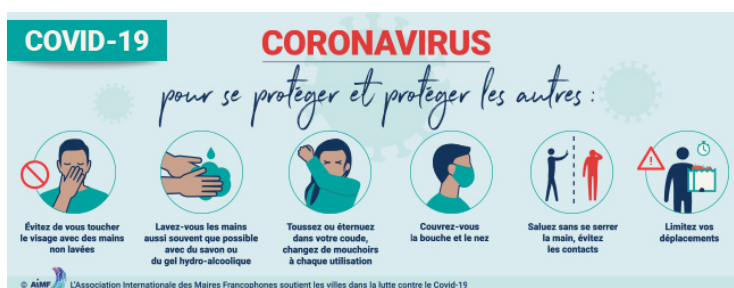 COVID-19
CORONAVIRUS
pour se protéger et protéger les autres :
Évitez de vous toucher
le visage avec des mains
non lavées
Lavez-vous les mains
aussi souvent que possible
avec du savon ou
du gel hydro-alcoolique
Toussez ou éternuez
dans votre coude,
changez de mouchoirs
à chaque utilisation
Couvrez-vous
la bouche et le nez
Saluez sans se serrer
la main, évitez
les contacts
Limitez vos
déplacements
© AIMF L'Association Internationale des Maires Francophones soutient les villes dans la lutte contre le Covid-19